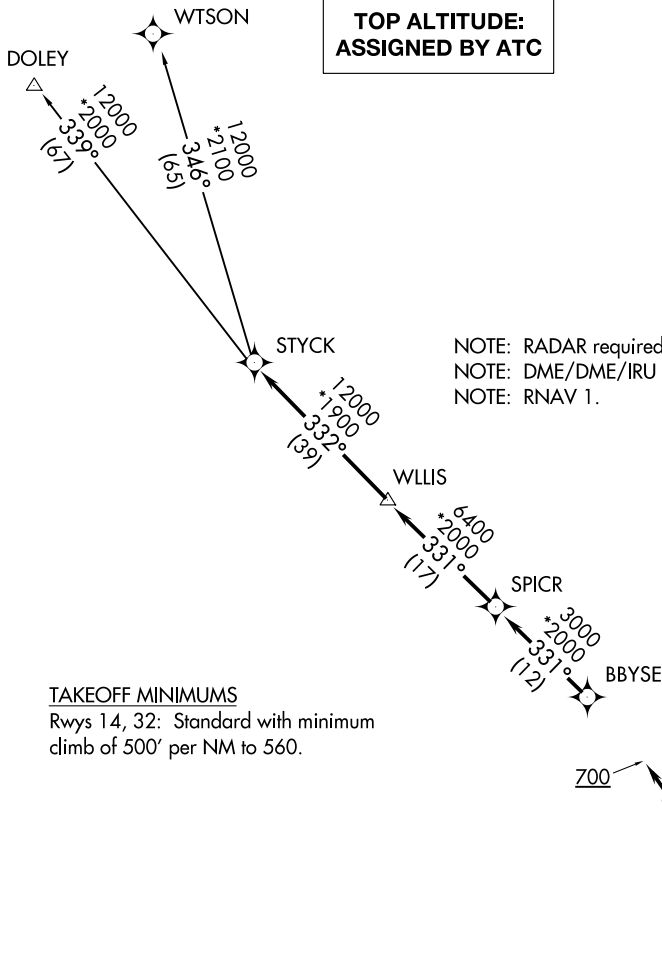 TOP ALTITUDE:
ASSIGNED BY ATC
WTSON
DOLEY
12000
*2000
339°
(67)
12000
*2100
346°
(65)
STYCK
NOTE: RADAR required
NOTE: DME/DME/IRU
NOTE: RNAV 1.
12000
*1900
332°
(39)
WLLIS
6400
*2000
331°
(17)
SPICR
3000
*2000
331°
(12)
BBYSE
TAKEOFF MINIMUMS
Rwys 14, 32: Standard with minimum
climb of 500' per NM to 560.
700